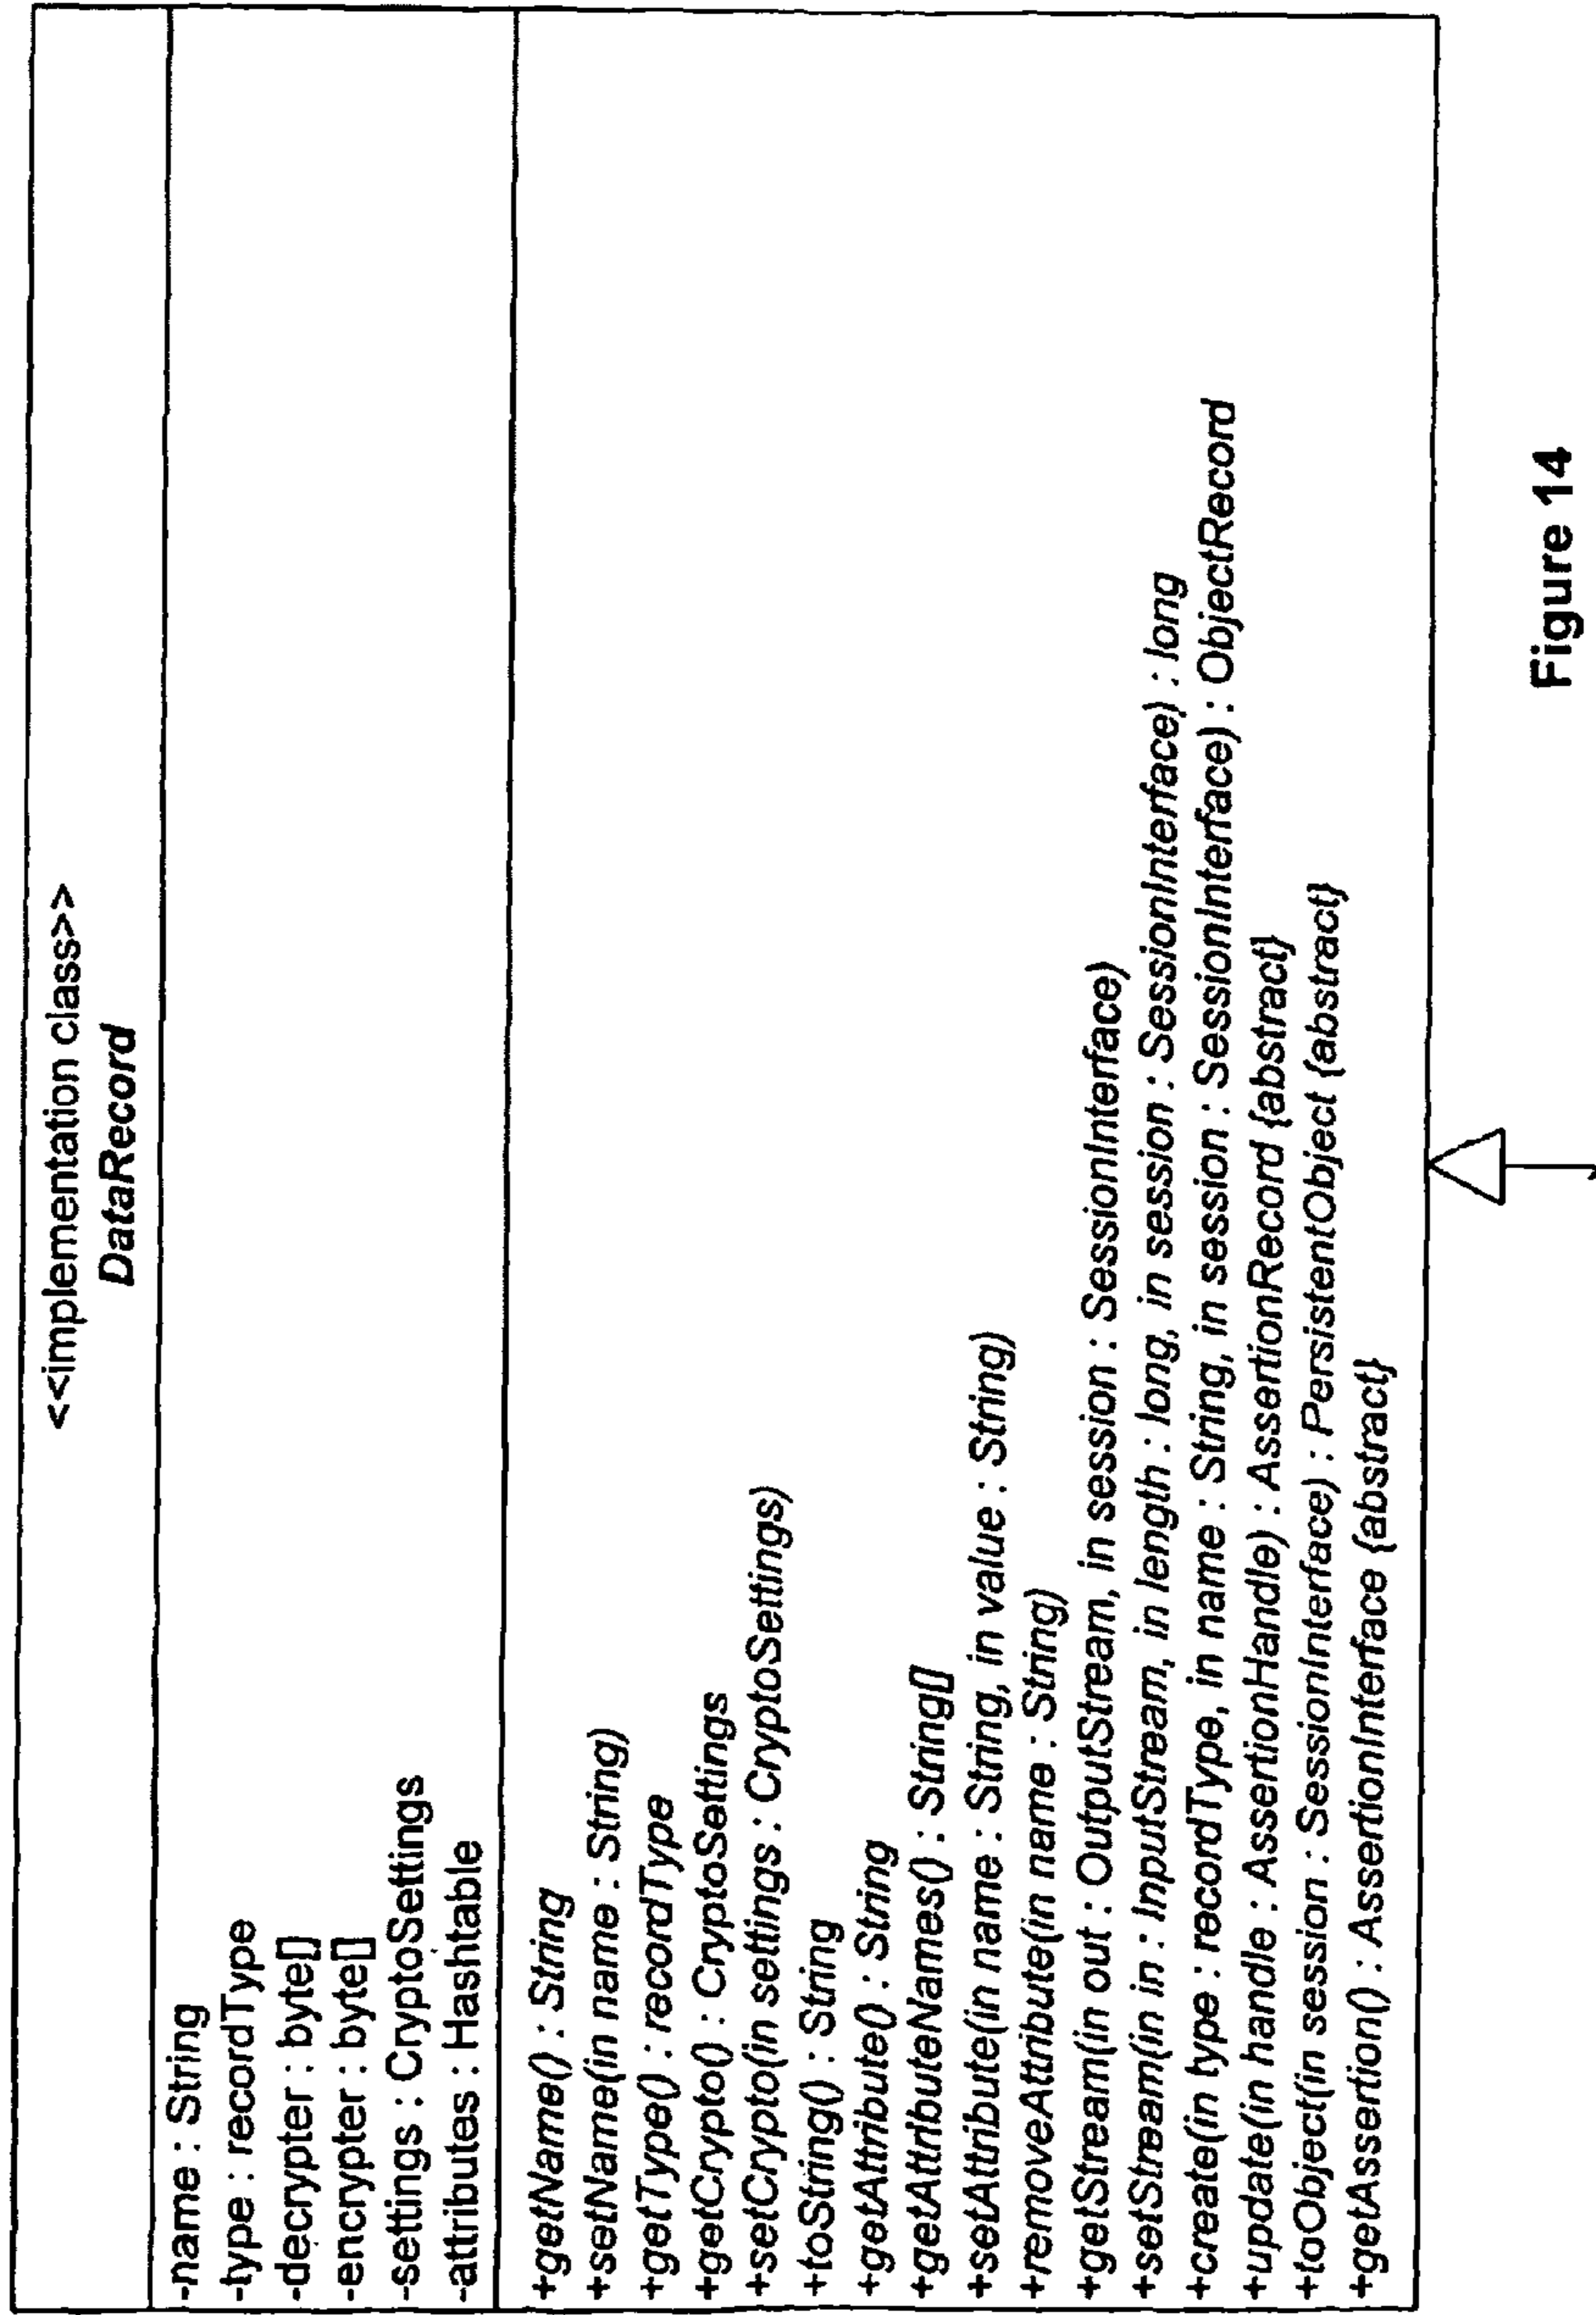 <<implementation class>>
DataRecord
-name : String
-type : recordType
-decrypter : byte[]
-encrypter : byte[]
-settings : CryptoSettings
-attributes : Hashtable
+getName() : String
+setName(in name : String)
+getType() : recordType
+getCrypto() : CryptoSettings
+setCrypto(in settings : CryptoSettings)
+toString() : String
+getAttribute() : String
+getAttributeNames() : String[]
+setAttribute(in name : String, in value : String)
+removeAttribute(in name : String)
+getStream(in out : OutputStream, in session : SessionInterface)
+setStream(in in : InputStream, in length : long, in session : SessionInterface) : long
+create(in type : recordType, in name : String, in session : SessionInterface) : ObjectRecord
+update(in handle : AssertionHandle) : AssertionRecord {abstract}
+toObject(in session : SessionInterface) : PersistentObject {abstract}
+getAssertion() : AssertionInterface {abstract}
Figure 14